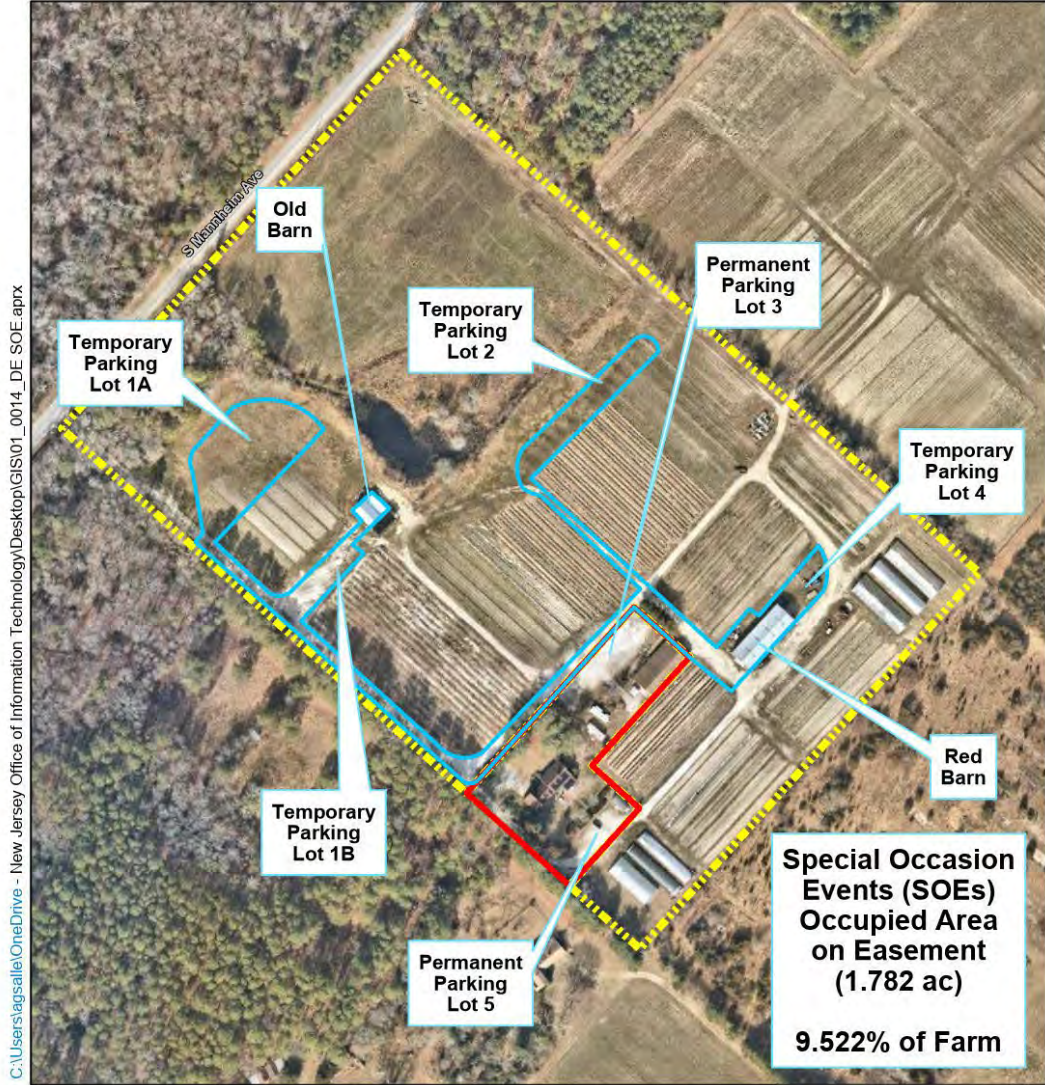 C:\Users\agsalle\OneDrive - New Jersey Office of Information Technology\Desktop\GIS\01_0014_DE SOE.aprx
S Mannheim Ave
Old
Barn
Permanent
Parking
Lot 3
Temporary
Parking
Lot 2
Temporary
Parking
Lot 1A
Temporary
Parking
Lot 4
Red
Barn
Temporary
Parking
Lot 1B
Permanent
Parking
Lot 5
Special Occasion
Events (SOEs)
Occupied Area
on Easement
(1.782 ac)
9.522% of Farm